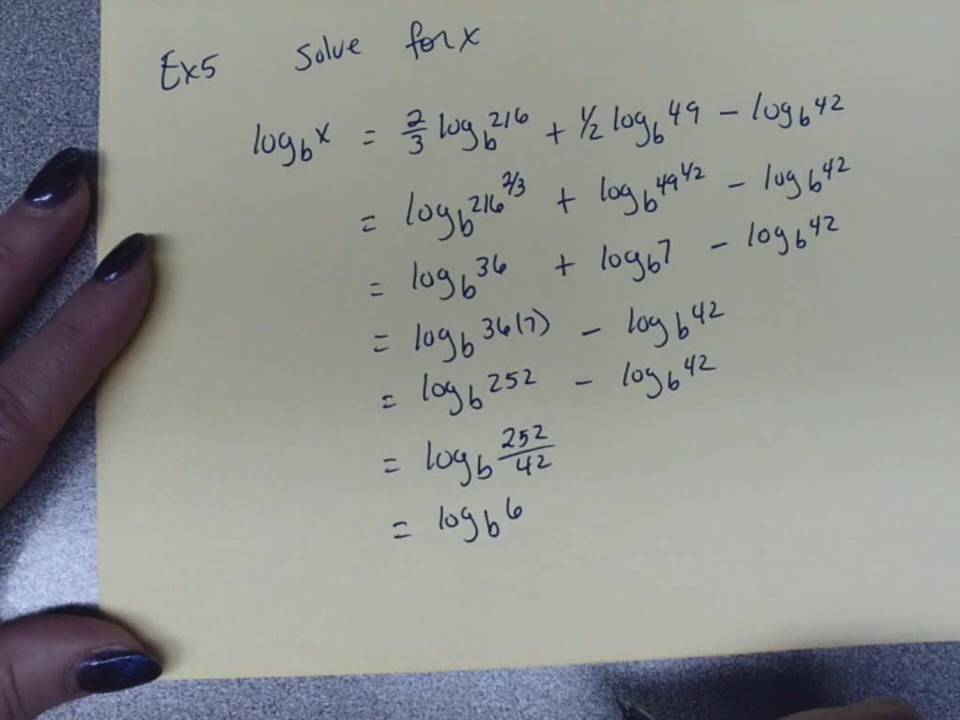 Ex5 Solve for x
log_b x = 2/3 log_b 216 + 1/2 log_b 49 - log_b 42
= log_b 216^2/3 + log_b 49^1/2 - log_b 42
= log_b 36 + log_b 7 - log_b 42
= log_b 36(7) - log_b 42
= log_b 252 - log_b 42
= log_b 252/42
= log_b 6